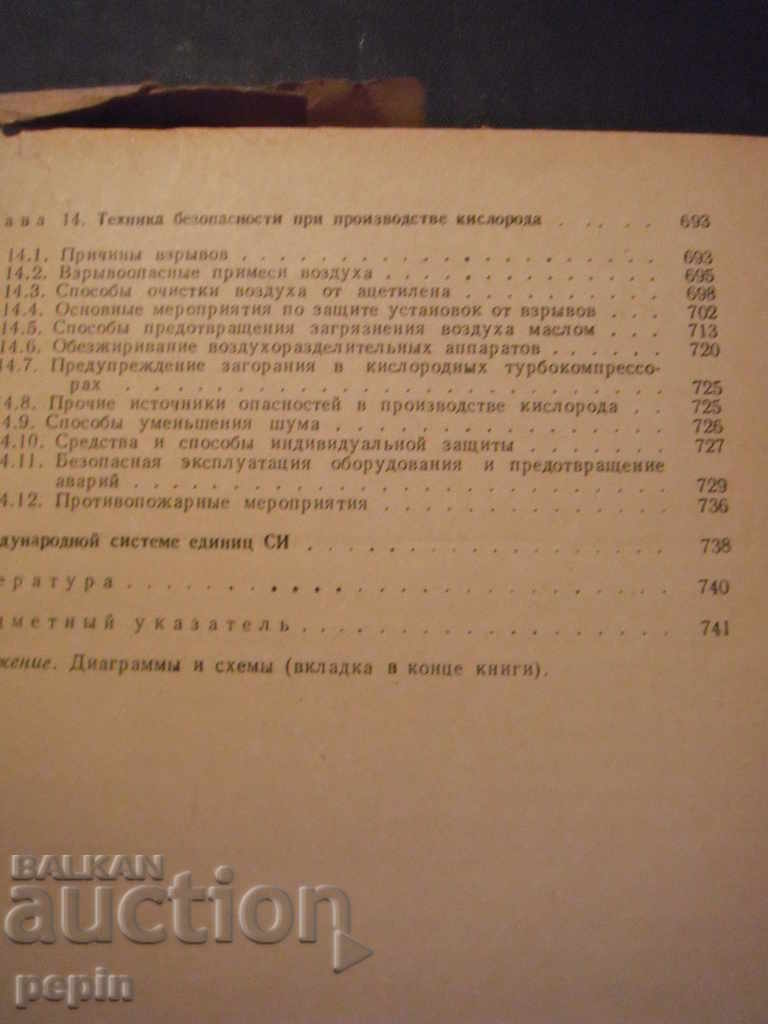 ава 14. Техника безопасности при производстве кислорода . . . . . 693
14.1. Причины взрывов . . . . . . . . . . . . . . . 693
14.2. Взрывоопасные примеси воздуха . . . . . . . . . . 695
14.3. Способы очистки воздуха от ацетилена . . . . . . . . 698
14.4. Основные мероприятия по защите установок от взрывов . . 702
14.5. Способы предотвращения загрязнения воздуха маслом . . . 713
14.6. Обезжиривание воздухоразделительных аппаратов . . . . . . 720
14.7. Предупреждение загорания в кислородных турбокомпрессо-
рах . . . . . . . . . . . . . . . . . . . . 725
4.8. Прочие источники опасностей в производстве кислорода . . 725
4.9. Способы уменьшения шума . . . . . . . . . . . . 726
4.10. Средства и способы индивидуальной защиты . . . . . . 727
4.11. Безопасная эксплуатация оборудования и предотвращение
аварий . . . . . . . . . . . . . . . . . . . 729
4.12. Противопожарные мероприятия . . . . . . . . . . 736
дународной системе единиц СИ . . . . . . . . . . . . 738
ература . . . . . . . . . . . . . . . . . . . . 740
дметный указатель . . . . . . . . . . . . . . 741
жение. Диаграммы и схемы (вкладка в конце книги).
BALKAN
auction
pepin